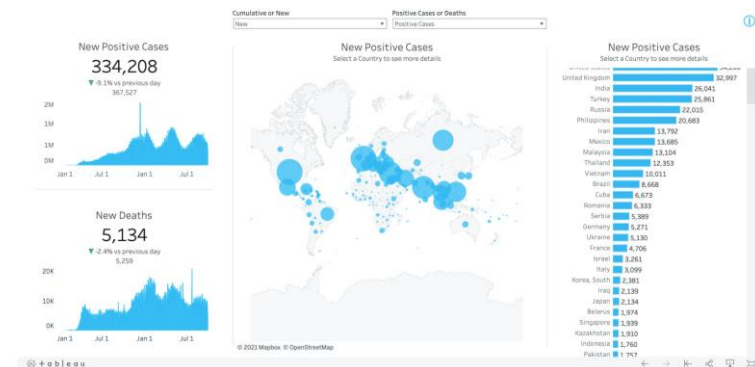 Cumulative or New
Positive Cases or Deaths
New
Positive Cases
New Positive Cases
334,208
▼ -9.1% vs previous day
367,527
2M
1M
1M
0M
Jan 1 Jul 1 Jan 1 Jul 1
New Deaths
5,134
▼ -2.4% vs previous day
5,259
20K
10K
0K
Jan 1 Jul 1 Jan 1 Jul 1
New Positive Cases
Select a Country to see more details
© 2021 Mapbox © OpenStreetMap
New Positive Cases
Select a Country to see more details
United Kingdom 32,997
India 26,041
Turkey 25,861
Russia 22,015
Philippines 20,683
Iran 13,792
Mexico 13,685
Malaysia 13,104
Thailand 12,353
Vietnam 10,011
Brazil 8,668
Cuba 6,673
Romania 6,333
Serbia 5,389
Germany 5,271
Ukraine 5,130
France 4,706
Israel 3,261
Italy 3,099
Korea, South 2,381
Iraq 2,139
Japan 2,134
Belarus 1,974
Singapore 1,939
Kazakhstan 1,910
Indonesia 1,760
Pakistan 1,757
+ableau